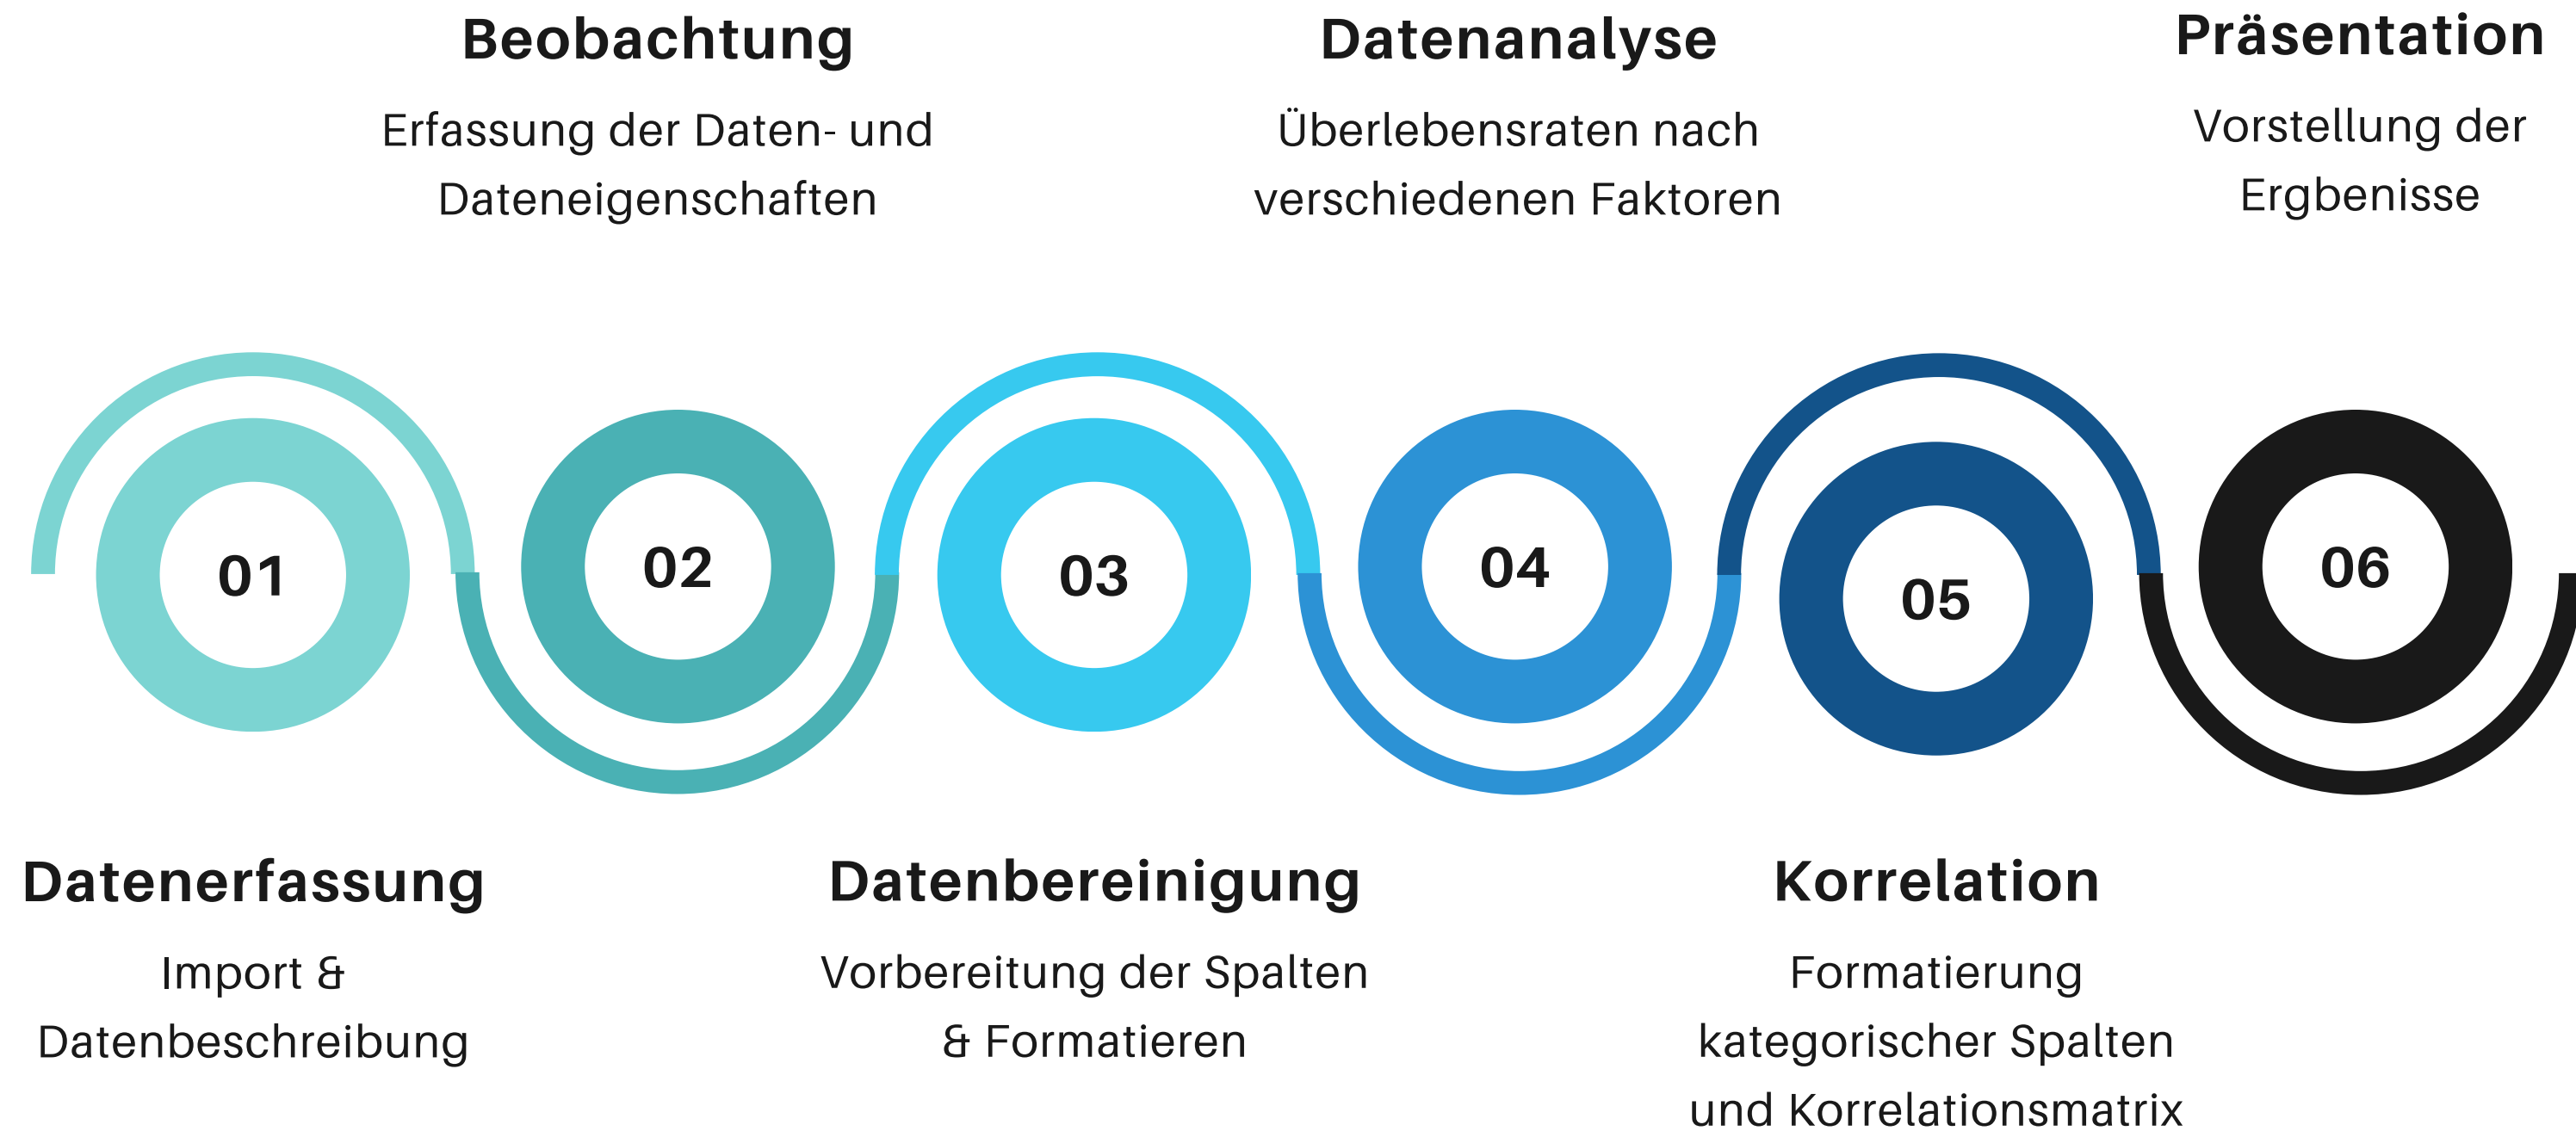 Beobachtung
Erfassung der Daten- und
Dateneigenschaften
Datenanalyse
Überlebensraten nach
verschiedenen Faktoren
Präsentation
Vorstellung der
Ergbenisse
01
02
03
04
05
06
Datenerfassung
Import &
Datenbeschreibung
Datenbereinigung
Vorbereitung der Spalten
& Formatieren
Korrelation
Formatierung
kategorischer Spalten
und Korrelationsmatrix